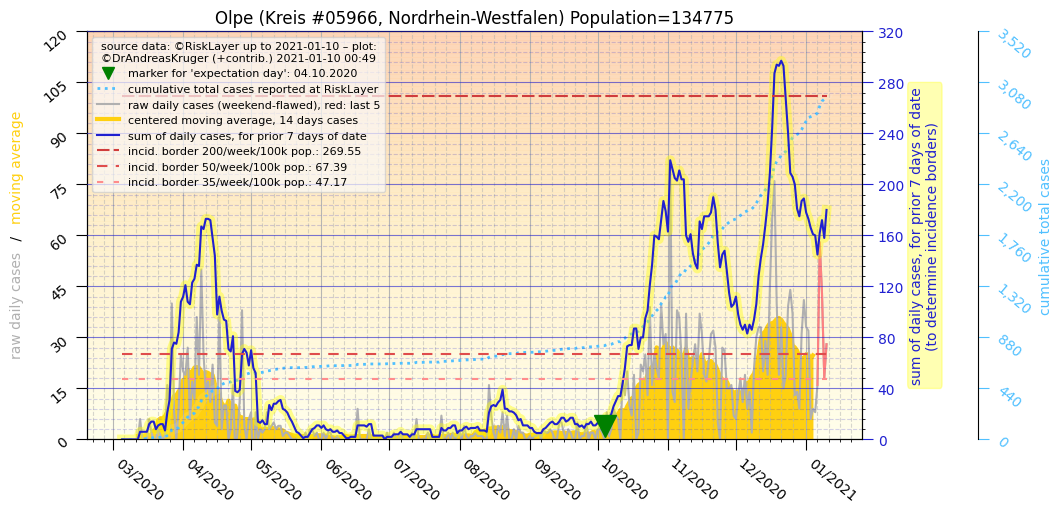 Olpe (Kreis #05966, Nordrhein-Westfalen) Population=134775
source data: ©RiskLayer up to 2021-01-10 – plot:
©DrAndreasKruger (+contrib.) 2021-01-10 00:49
marker for 'expectation day': 04.10.2020
cumulative total cases reported at RiskLayer
raw daily cases (weekend-flawed), red: last 5
centered moving average, 14 days cases
sum of daily cases, for prior 7 days of date
incid. border 200/week/100k pop.: 269.55
incid. border 50/week/100k pop.: 67.39
incid. border 35/week/100k pop.: 47.17
raw daily cases / moving average
120
105
90
75
60
45
30
15
0
03/2020
04/2020
05/2020
06/2020
07/2020
08/2020
09/2020
10/2020
11/2020
12/2020
01/2021
320
280
240
200
160
120
80
40
0
sum of daily cases, for prior 7 days of date
(to determine incidence borders)
3,520
3,080
2,640
2,200
1,760
1,320
880
440
0
cumulative total cases